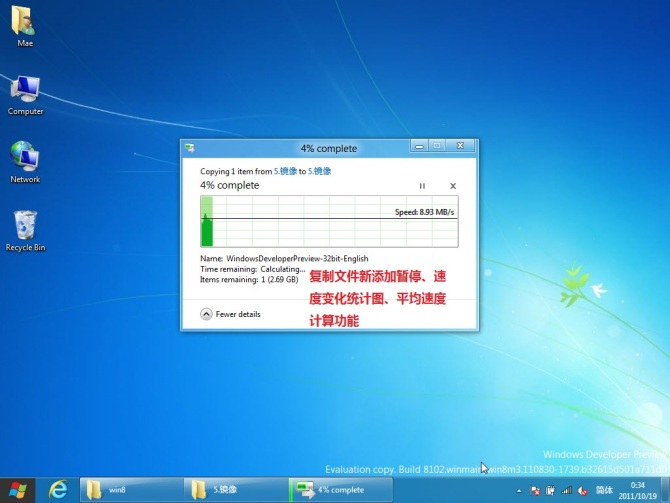 Mae
Computer
Network
Recycle Bin
4% complete
Copying 1 item from 5.镜像 to 5.镜像
4% complete
Speed: 8.93 MB/s
Name: WindowsDeveloperPreview-32bit-English
Time remaining: Calculating...
Items remaining: 1 (2.69 GB)
复制文件新添加暂停、速
度变化统计图、平均速度
计算功能
Fewer details
Windows Developer Preview
Evaluation copy. Build 8102.winmain_win8m3.110830-1739.b32615d501a711d0
win8
5.镜像
4% complete
简体
0:34
2011/10/10